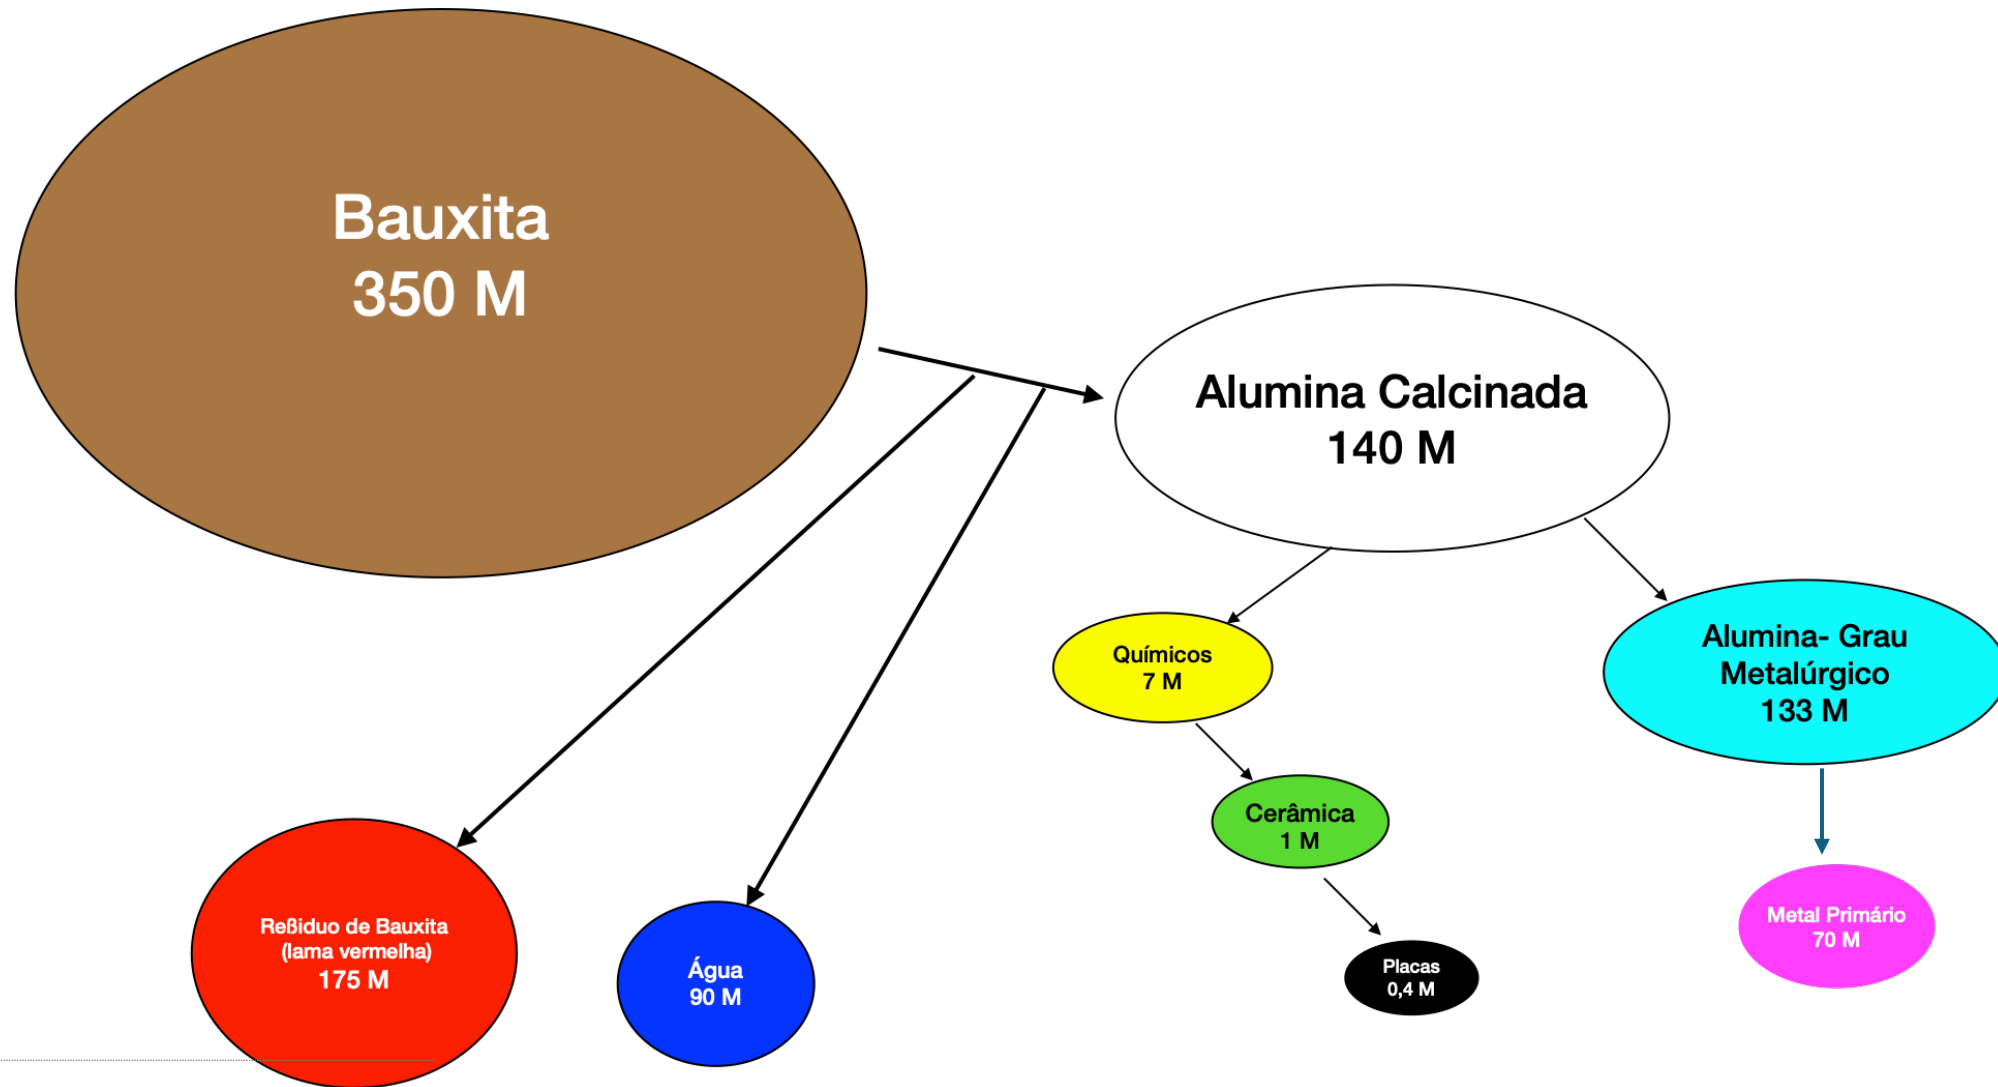 Bauxita
350 M
Alumina Calcinada
140 M
Químicos
7 M
Alumina- Grau
Metalúrgico
133 M
Cerâmica
1 M
Reßiduo de Bauxita
(lama vermelha)
175 M
Água
90 M
Placas
0,4 M
Metal Primário
70 M